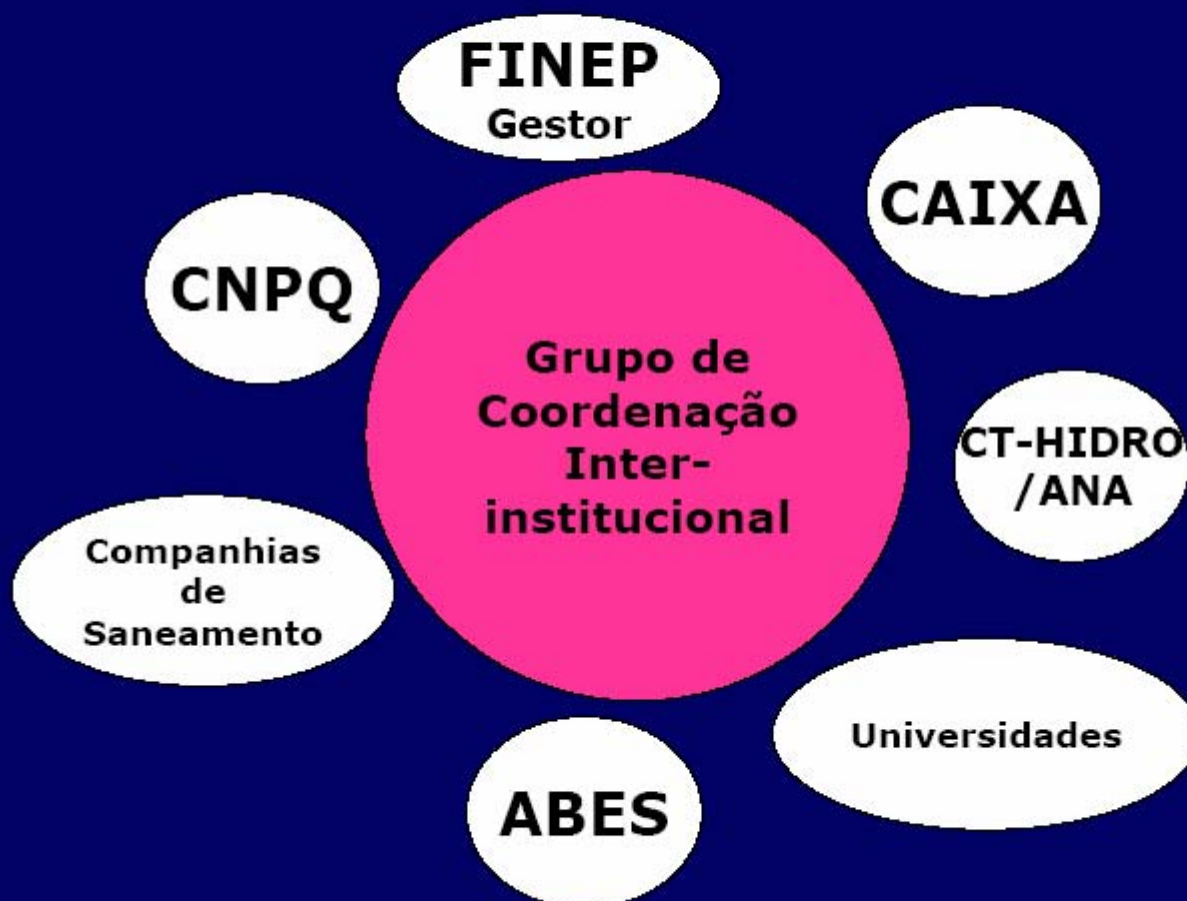 FINEP
Gestor
CAIXA
CNPQ
Grupo de
Coordenação
Inter-
institucional
CT-HIDRO
/ANA
Companhias
de
Saneamento
Universidades
ABES